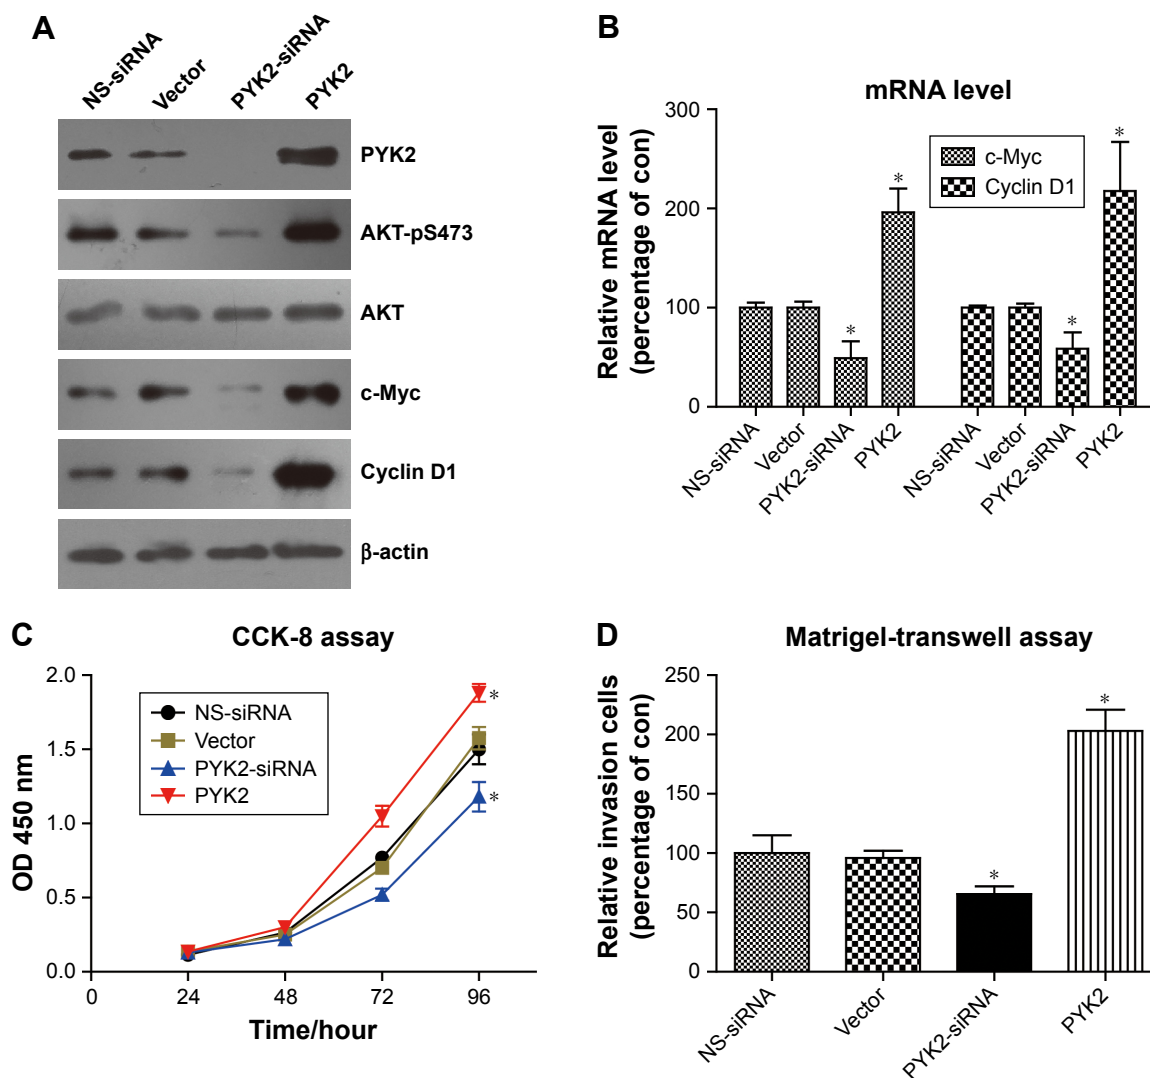 A
NS-siRNA
Vector
PYK2-siRNA
PYK2
PYK2
AKT-pS473
AKT
c-Myc
Cyclin D1
β-actin
B
mRNA level
Relative mRNA level
(percentage of con)
300
200
100
0
c-Myc
Cyclin D1
*
*
*
*
NS-siRNA
Vector
PYK2-siRNA
PYK2
NS-siRNA
Vector
PYK2-siRNA
PYK2
C
CCK-8 assay
OD 450 nm
2.0
1.5
1.0
0.5
0.0
NS-siRNA
Vector
PYK2-siRNA
PYK2
*
*
0
24
48
72
96
Time/hour
D
Matrigel-transwell assay
Relative invasion cells
(percentage of con)
250
200
150
100
50
0
*
*
NS-siRNA
Vector
PYK2-siRNA
PYK2